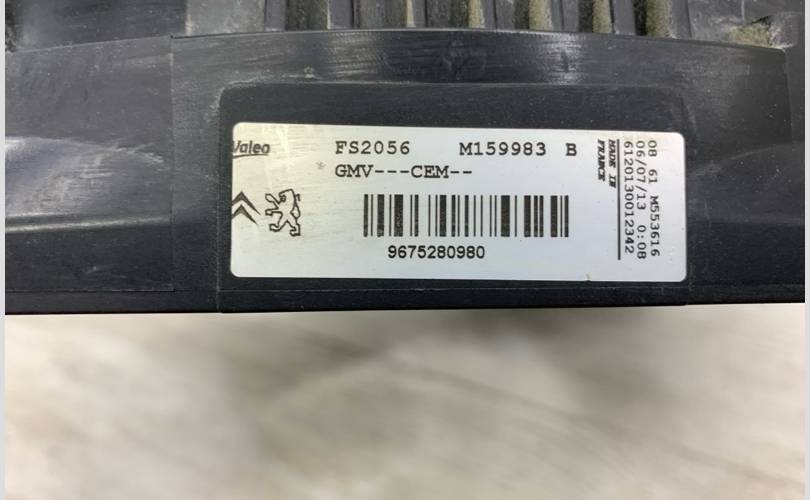 Valeo
FS2056 M159983 B
* GMV---CEM--
9675280980
MADE IN
FRANCE
08 61 M553616
06/07/13 0:08
6120130012342